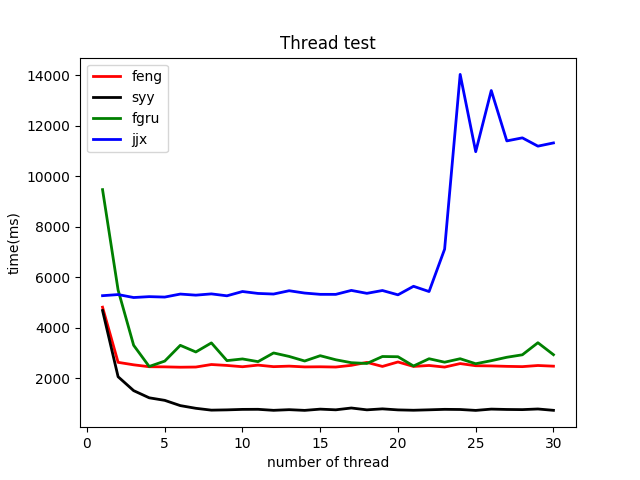 Thread test
feng
syy
fgru
jjx
14000
12000
10000
8000
6000
4000
2000
time(ms)
0 5 10 15 20 25 30
number of thread